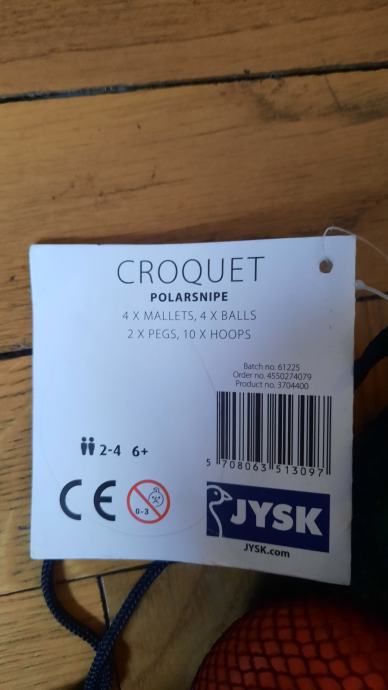 CROQUET
POLARSNIPE
4 X MALLETS, 4 X BALLS
2 X PEGS, 10 X HOOPS
Batch no. 61225
Order no. 4550274079
Product no. 3704400
5 708063 513097
2-4 6+
CE
0-3
JYSK
JYSK.com